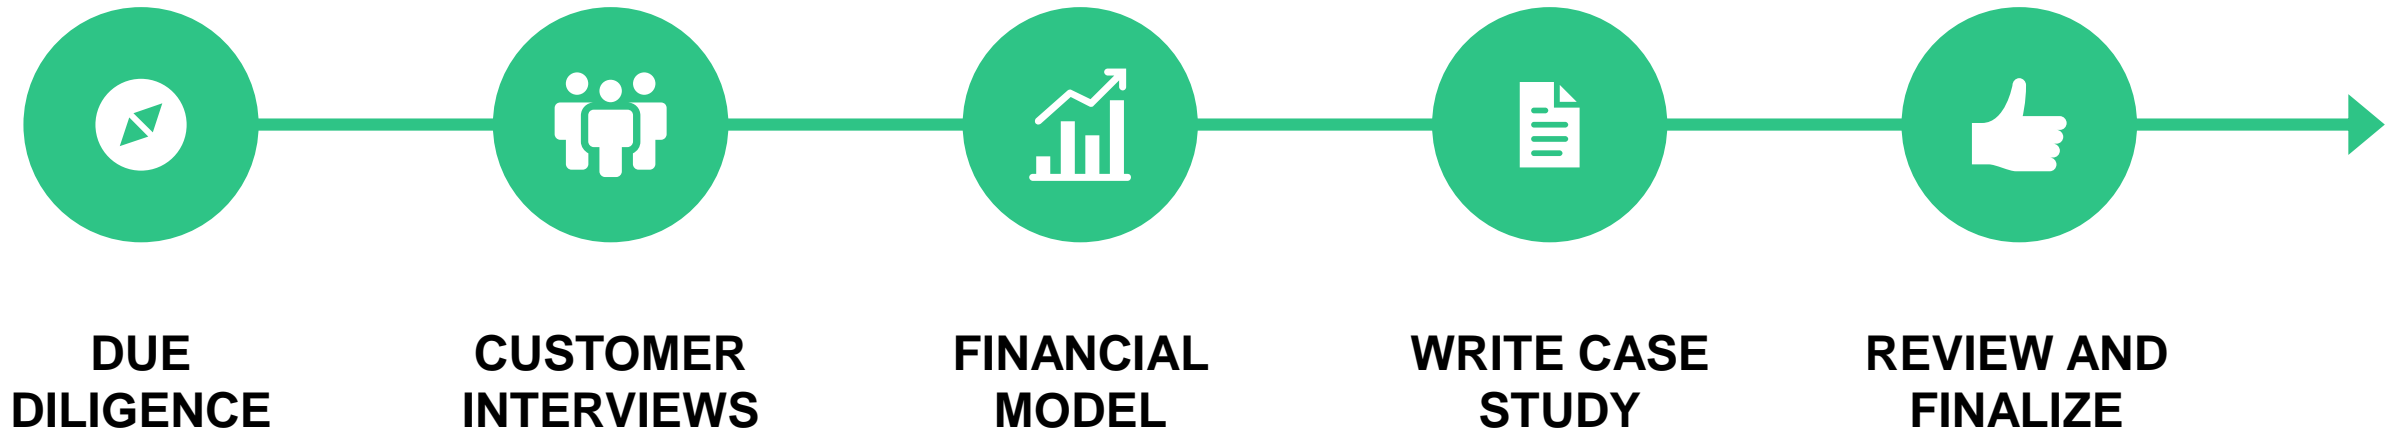 DUE
DILIGENCE
CUSTOMER
INTERVIEWS
FINANCIAL
MODEL
WRITE CASE
STUDY
REVIEW AND
FINALIZE